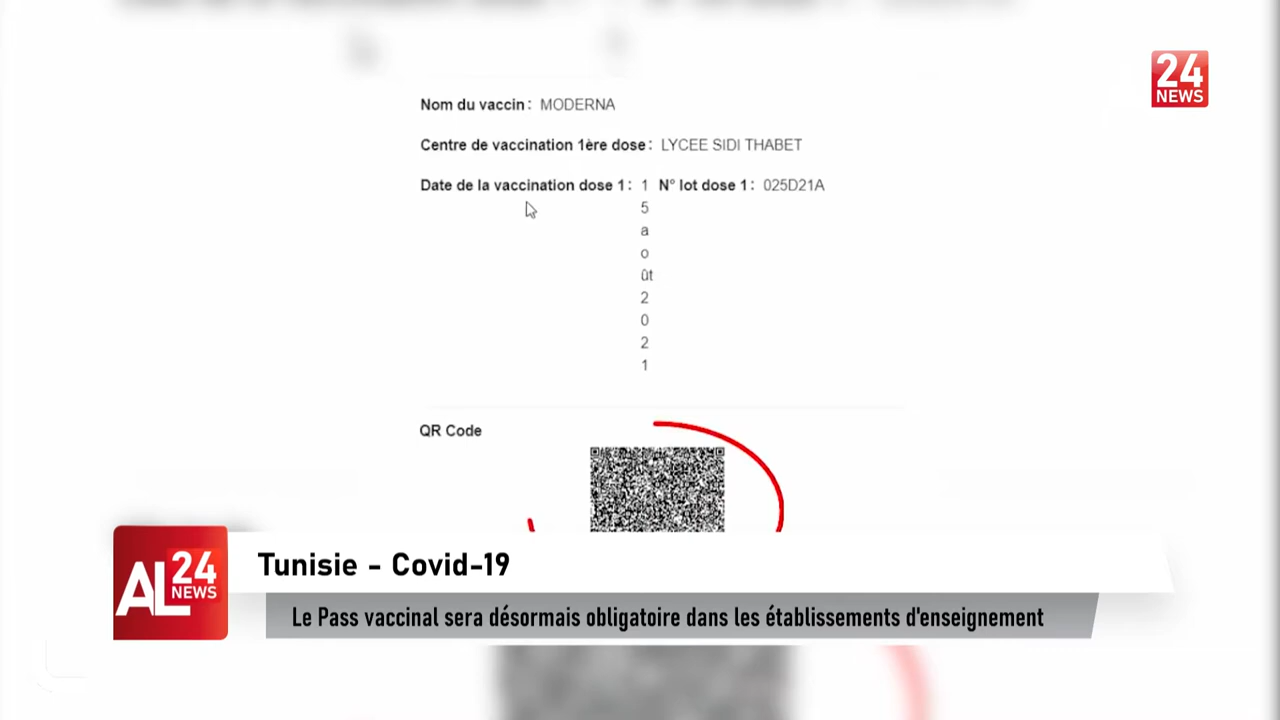 24
NEWS
Nom du vaccin : MODERNA
Centre de vaccination 1ère dose : LYCEE SIDI THABET
Date de la vaccination dose 1 : 1 N° lot dose 1 : 025D21A
5
a
o
ût
2
0
2
1
QR Code
AL 24
NEWS
Tunisie - Covid-19
Le Pass vaccinal sera désormais obligatoire dans les établissements d'enseignement